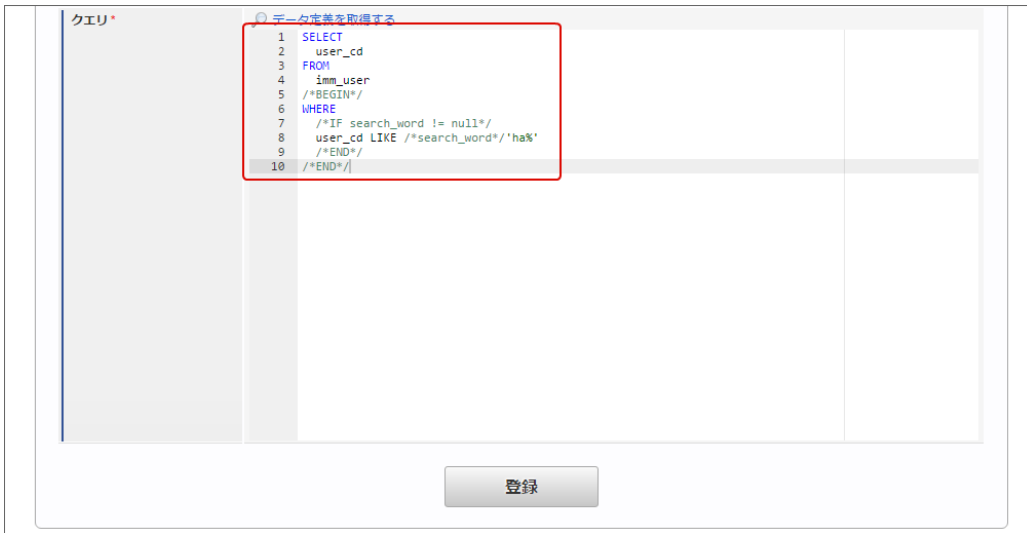 クエリ*
データ定義を取得する
1 SELECT
2   user_cd
3 FROM
4   imm_user
5 /*BEGIN*/
6 WHERE
7   /*IF search_word != null*/
8   user_cd LIKE /*search_word*/'ha%'
9   /*END*/
10 /*END*/
登録